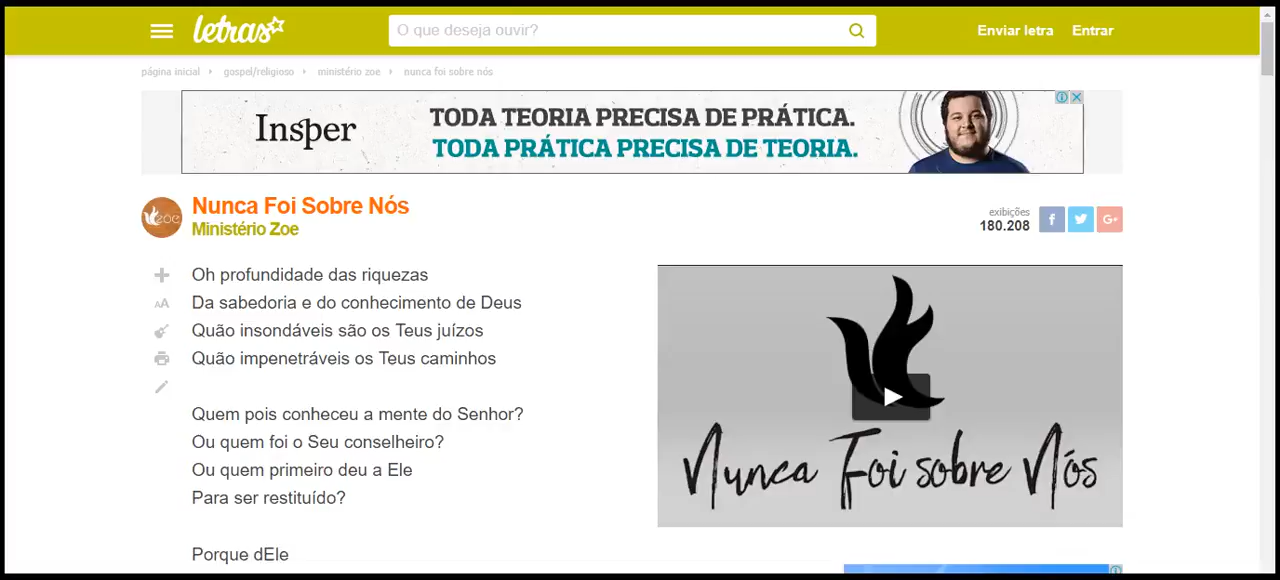 letras
O que deseja ouvir?
Enviar letra
Entrar
página inicial
gospel/religioso
ministério zoe
nunca foi sobre nós
Insper
TODA TEORIA PRECISA DE PRÁTICA.
TODA PRÁTICA PRECISA DE TEORIA.
zoe
Nunca Foi Sobre Nós
Ministério Zoe
exibições
180.208
f
G+
Oh profundidade das riquezas
AA
Da sabedoria e do conhecimento de Deus
Quão insondáveis são os Teus juízos
Quão impenetráveis os Teus caminhos
Quem pois conheceu a mente do Senhor?
Ou quem foi o Seu conselheiro?
Ou quem primeiro deu a Ele
Para ser restituído?
Porque dEle
Nunca Foi sobre Nós